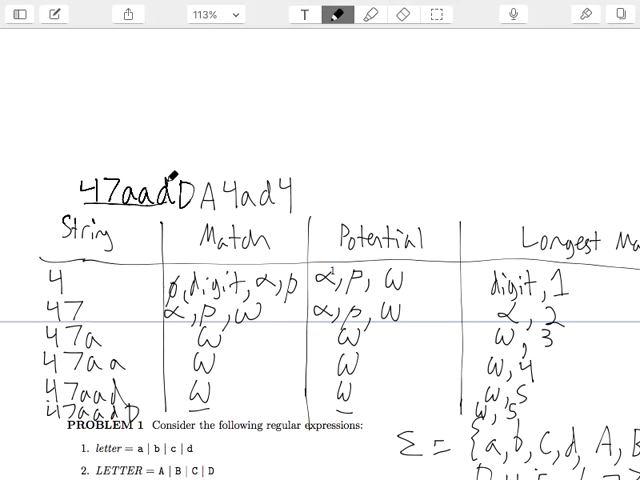 113%
T
47aadDA4ad4
String Match Potential Longest Ma
4 ∅,digit,α,p α,p,ω digit,1
47 α,p,ω α,p,ω α,2
47a ω ω ω,3
47aa ω ω ω,4
47aad ω ω ω,5
47aadD — — ω,5
PROBLEM 1 Consider the following regular expressions:
1. letter = a | b | c | d
2. LETTER = A | B | C | D
Σ = {a,b,c,d,A,B